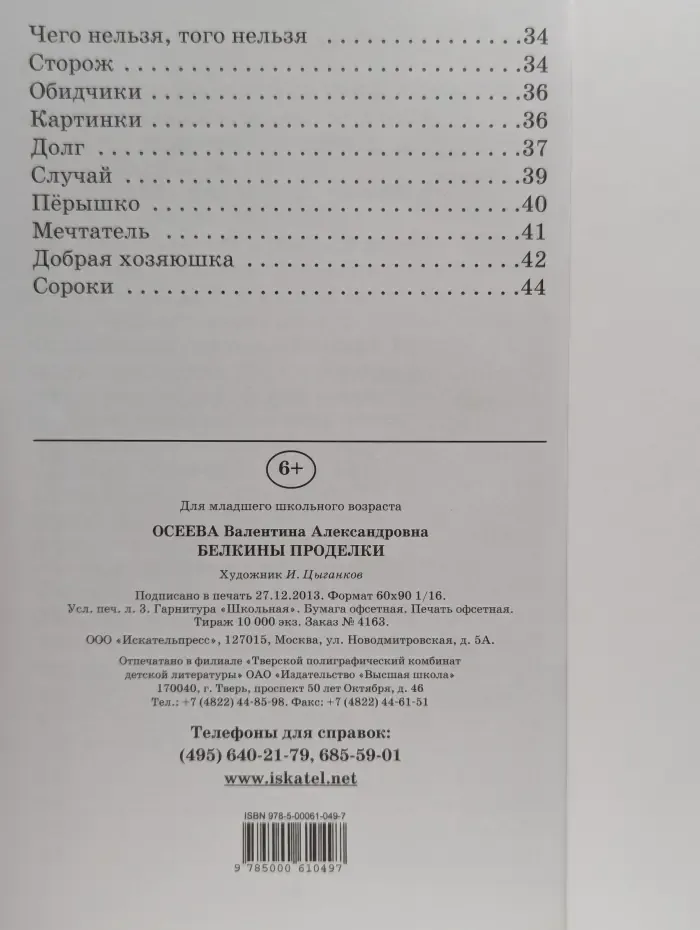 Чего нельзя, того нельзя ................34
Сторож ................34
Обидчики ................36
Картинки ................36
Долг ................37
Случай ................39
Пёрышко ................40
Мечтатель ................41
Добрая хозяюшка ................42
Сороки ................44
6+
Для младшего школьного возраста
ОСЕЕВА Валентина Александровна
БЕЛКИНЫ ПРОДЕЛКИ
Художник И. Цыганков
Подписано в печать 27.12.2013. Формат 60х90 1/16.
Усл. печ. л. 3. Гарнитура «Школьная». Бумага офсетная. Печать офсетная.
Тираж 10 000 экз. Заказ № 4163.
ООО «Искательпресс», 127015, Москва, ул. Новодмитровская, д. 5А.
Отпечатано в филиале «Тверской полиграфический комбинат
детской литературы» ОАО «Издательство «Высшая школа»
170040, г. Тверь, проспект 50 лет Октября, д. 46
Тел.: +7 (4822) 44-85-98. Факс: +7 (4822) 44-61-51
Телефоны для справок:
(495) 640-21-79, 685-59-01
www.iskatel.net
ISBN 978-5-00061-049-7
9 785000 610497